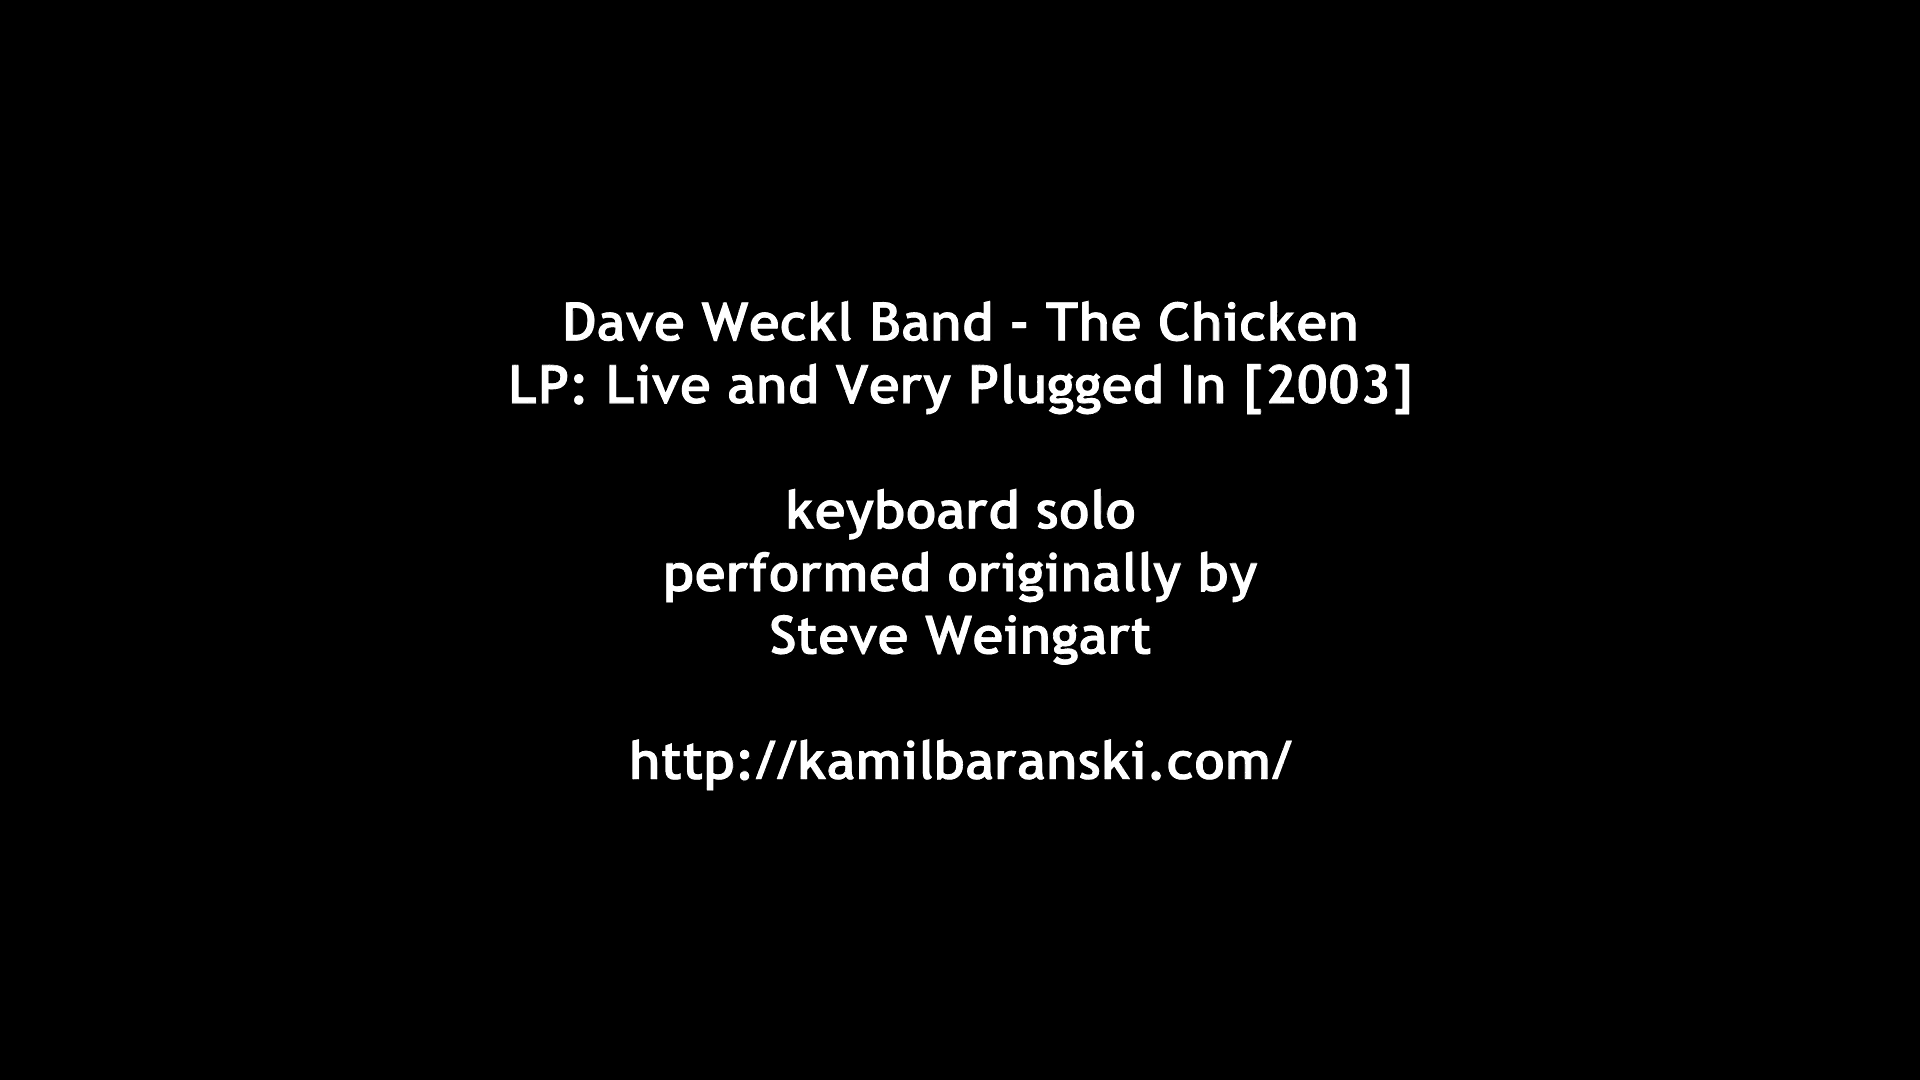 Dave Weckl Band - The Chicken
LP: Live and Very Plugged In [2003]
keyboard solo
performed originally by
Steve Weingart
http://kamilbaranski.com/